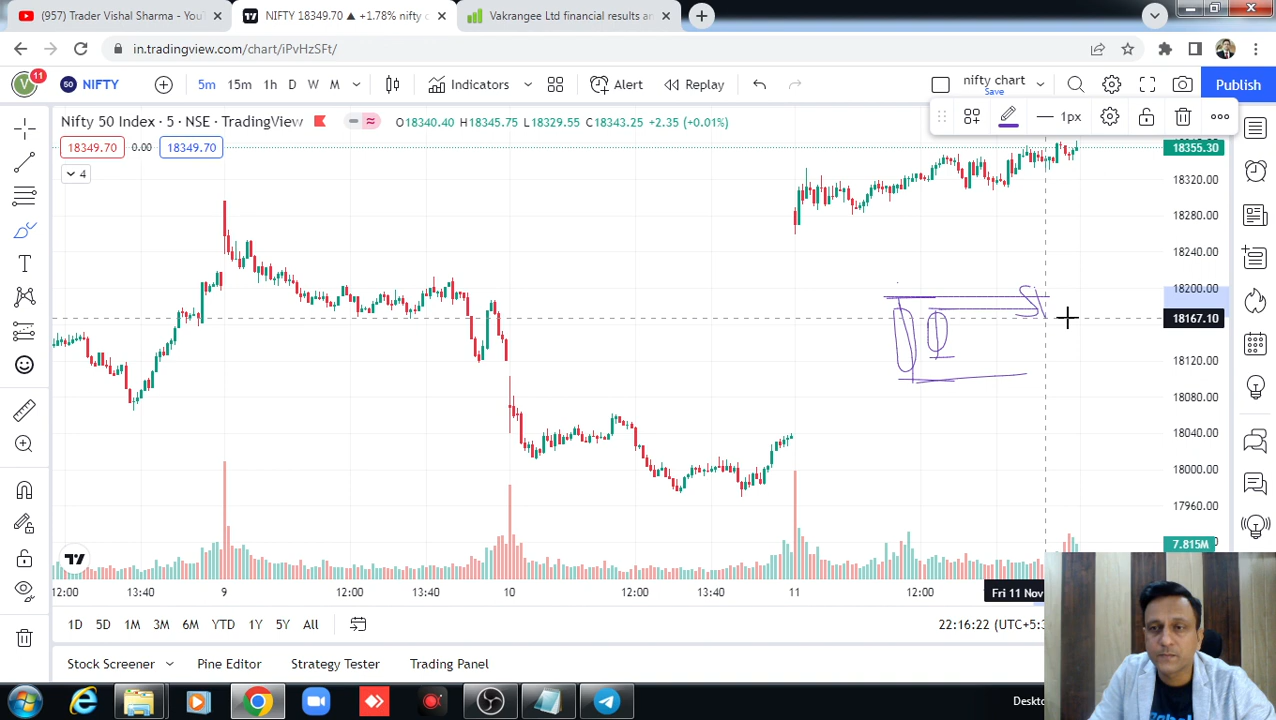 (957) Trader Vishal Sharma - You
NIFTY 18349.70 ▲ +1.78% nifty c
Vakrangee Ltd financial results an
in.tradingview.com/chart/iPvHzSFt/
V 11 50 NIFTY 5m 15m 1h D W M Indicators Alert Replay nifty chart Save Publish
Nifty 50 Index · 5 · NSE · TradingView O18340.40 H18345.75 L18329.55 C18343.25 +2.35 (+0.01%)
1px
18349.70 0.00 18349.70
4
18355.30
18320.00
18280.00
18240.00
18200.00
18167.10
18120.00
18080.00
18040.00
18000.00
17960.00
7.815M
12:00 13:40 9 12:00 13:40 10 12:00 13:40 11 12:00 Fri 11 Nov
1D 5D 1M 3M 6M YTD 1Y 5Y All 22:16:22 (UTC+5:3
Stock Screener Pine Editor Strategy Tester Trading Panel
Deskto